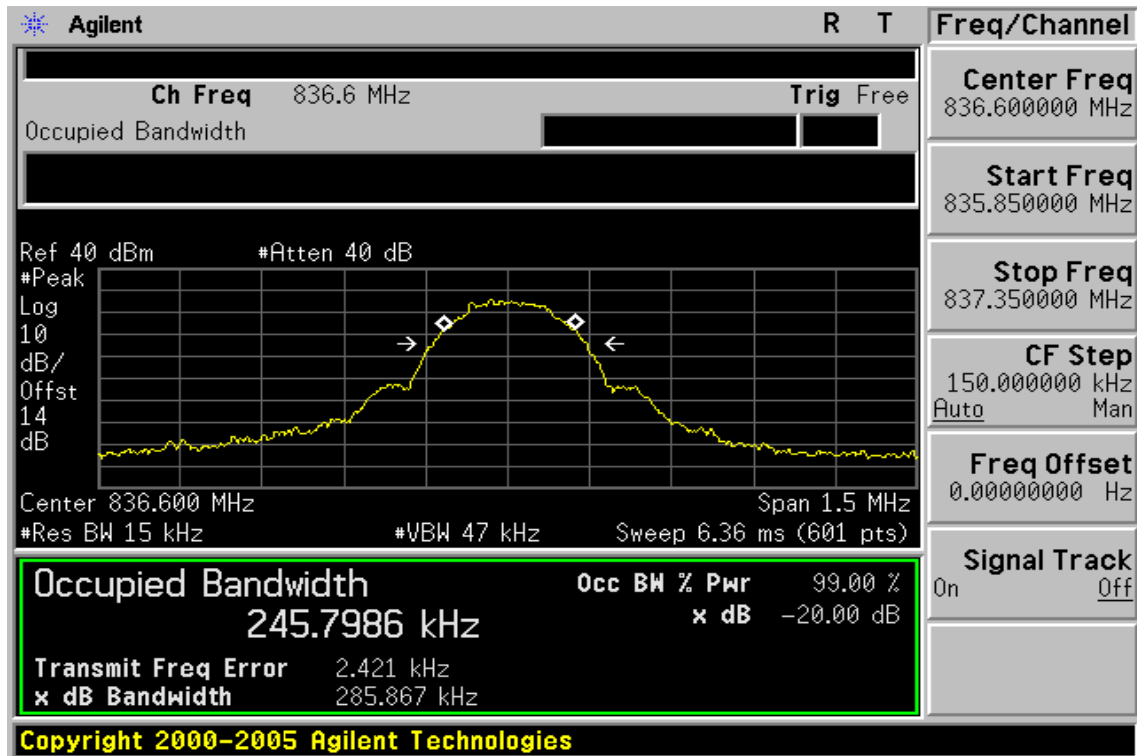 Agilent R T
Ch Freq 836.6 MHz Trig Free
Occupied Bandwidth
Ref 40 dBm #Atten 40 dB
#Peak
Log
10
dB/
Offst
14
dB
Center 836.600 MHz Span 1.5 MHz
#Res BW 15 kHz #VBW 47 kHz Sweep 6.36 ms (601 pts)
Occupied Bandwidth Occ BW % Pwr 99.00 %
245.7986 kHz x dB -20.00 dB
Transmit Freq Error 2.421 kHz
x dB Bandwidth 285.867 kHz
Copyright 2000-2005 Agilent Technologies
Freq/Channel
Center Freq
836.600000 MHz
Start Freq
835.850000 MHz
Stop Freq
837.350000 MHz
CF Step
150.000000 kHz
Auto Man
Freq Offset
0.00000000 Hz
Signal Track
On Off